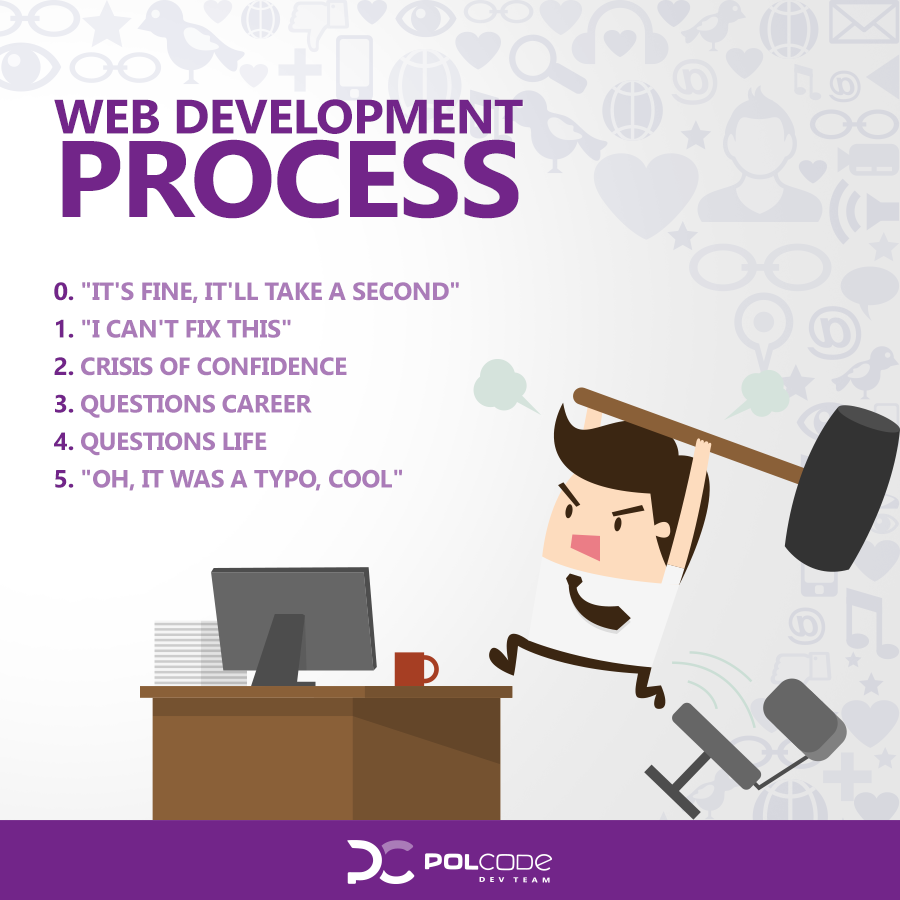 WEB DEVELOPMENT
PROCESS
0. "IT'S FINE, IT'LL TAKE A SECOND"
1. "I CAN'T FIX THIS"
2. CRISIS OF CONFIDENCE
3. QUESTIONS CAREER
4. QUESTIONS LIFE
5. "OH, IT WAS A TYPO, COOL"
PC POLCODE
DEV TEAM